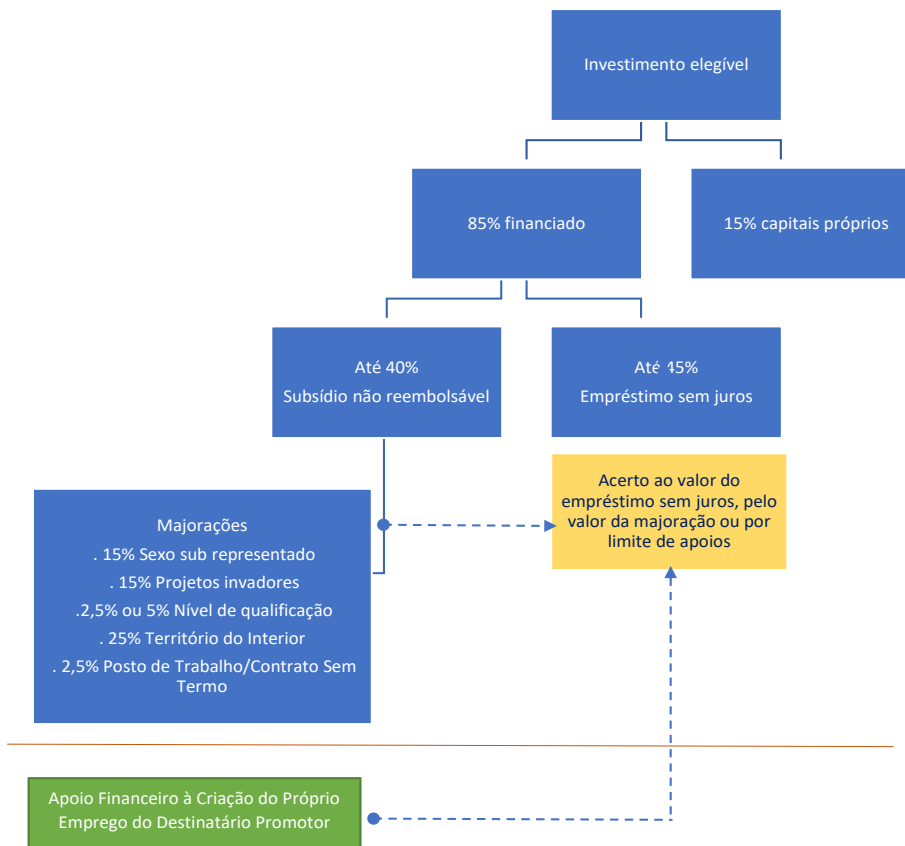 Investimento elegível
85% financiado
15% capitais próprios
Até 40%
Subsídio não reembolsável
Até 45%
Empréstimo sem juros
Acerto ao valor do
empréstimo sem juros, pelo
valor da majoração ou por
limite de apoios
Majorações
. 15% Sexo sub representado
. 15% Projetos invadores
.2,5% ou 5% Nível de qualificação
. 25% Território do Interior
. 2,5% Posto de Trabalho/Contrato Sem
Termo
Apoio Financeiro à Criação do Próprio
Emprego do Destinatário Promotor